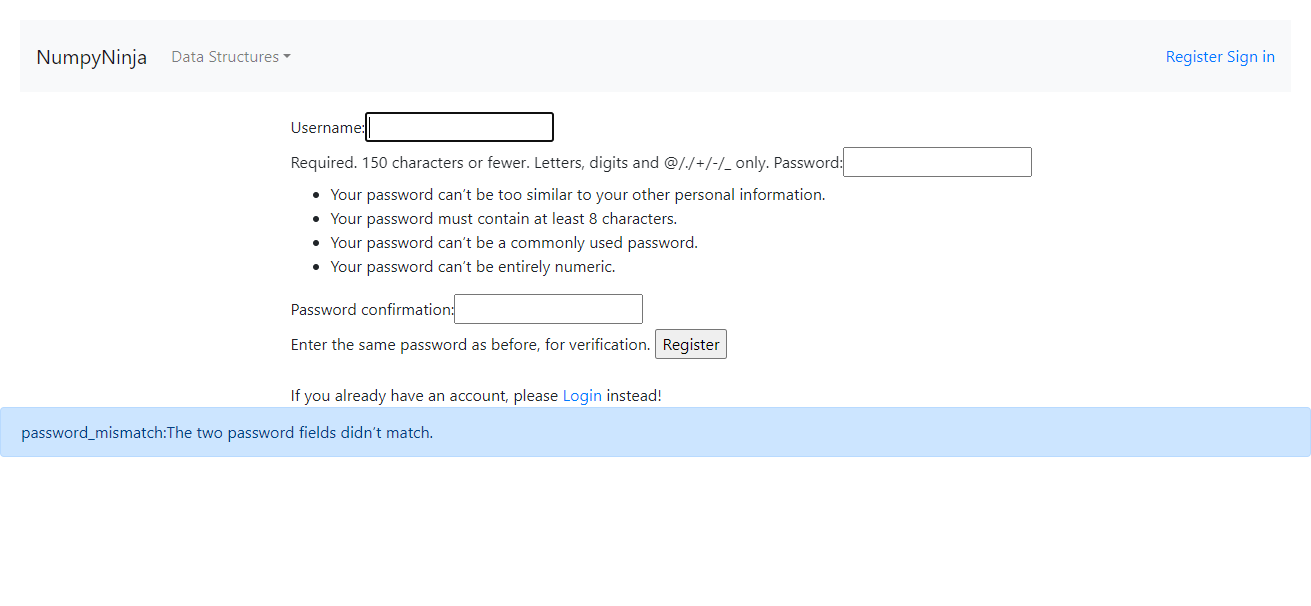 NumpyNinja Data Structures Register Sign in
Username:
Required. 150 characters or fewer. Letters, digits and @/./+/-/_ only. Password:
Your password can’t be too similar to your other personal information.
Your password must contain at least 8 characters.
Your password can’t be a commonly used password.
Your password can’t be entirely numeric.
Password confirmation:
Enter the same password as before, for verification. Register
If you already have an account, please Login instead!
password_mismatch:The two password fields didn’t match.